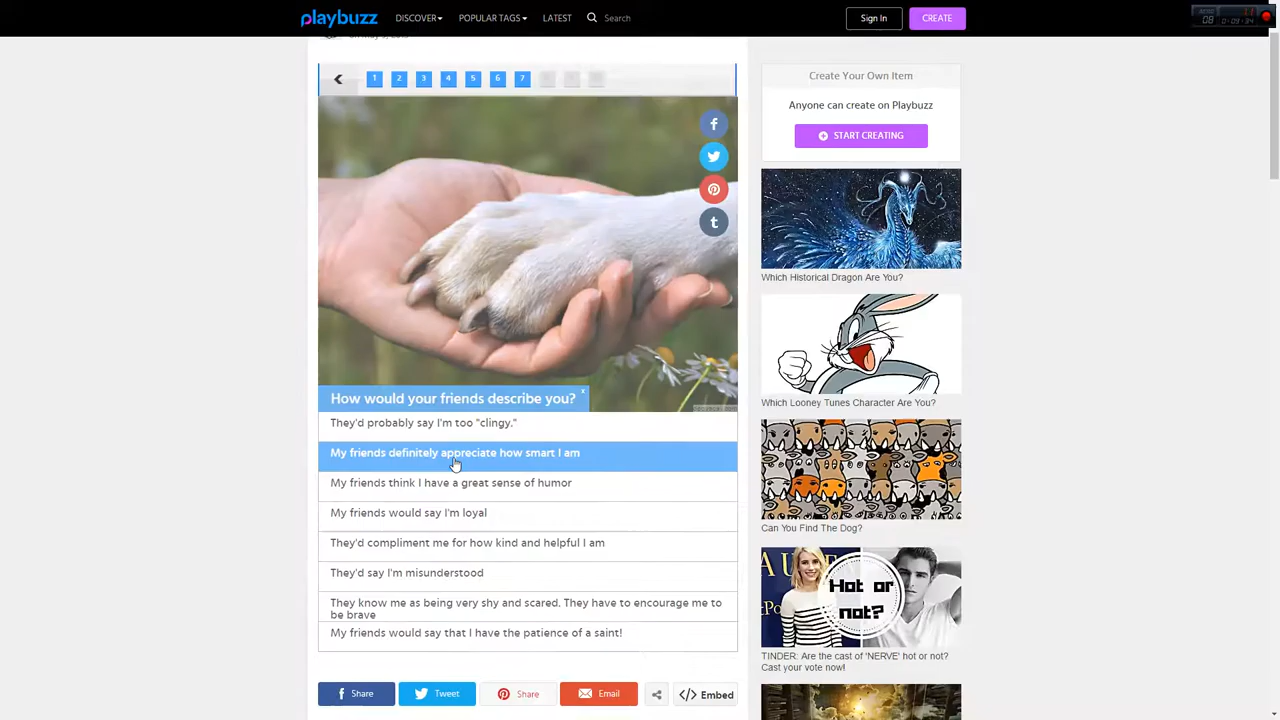 playbuzz
DISCOVER
POPULAR TAGS
LATEST
Search
Sign In
CREATE
1 2 3 4 5 6 7
How would your friends describe you?
x
They'd probably say I'm too "clingy."
My friends definitely appreciate how smart I am
My friends think I have a great sense of humor
My friends would say I'm loyal
They'd compliment me for how kind and helpful I am
They'd say I'm misunderstood
They know me as being very shy and scared. They have to encourage me to
be brave
My friends would say that I have the patience of a saint!
Share
Tweet
Share
Email
Embed
Create Your Own Item
Anyone can create on Playbuzz
START CREATING
Which Historical Dragon Are You?
Which Looney Tunes Character Are You?
Can You Find The Dog?
Hot or
not?
TINDER: Are the cast of 'NERVE' hot or not?
Cast your vote now!